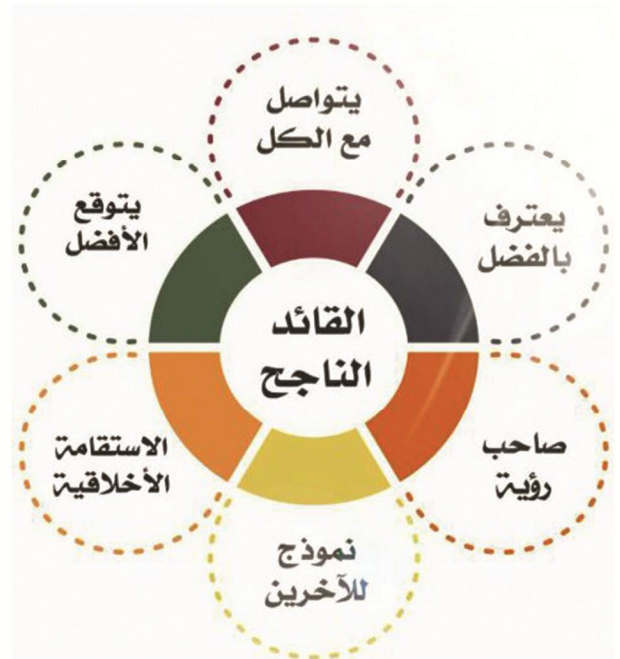 يتواصل
مع الكل
يعترف
بالفضل
يتوقع
الأفضل
القائد
الناجح
صاحب
رؤية
الاستقامة
الأخلاقية
نموذج
للآخرين